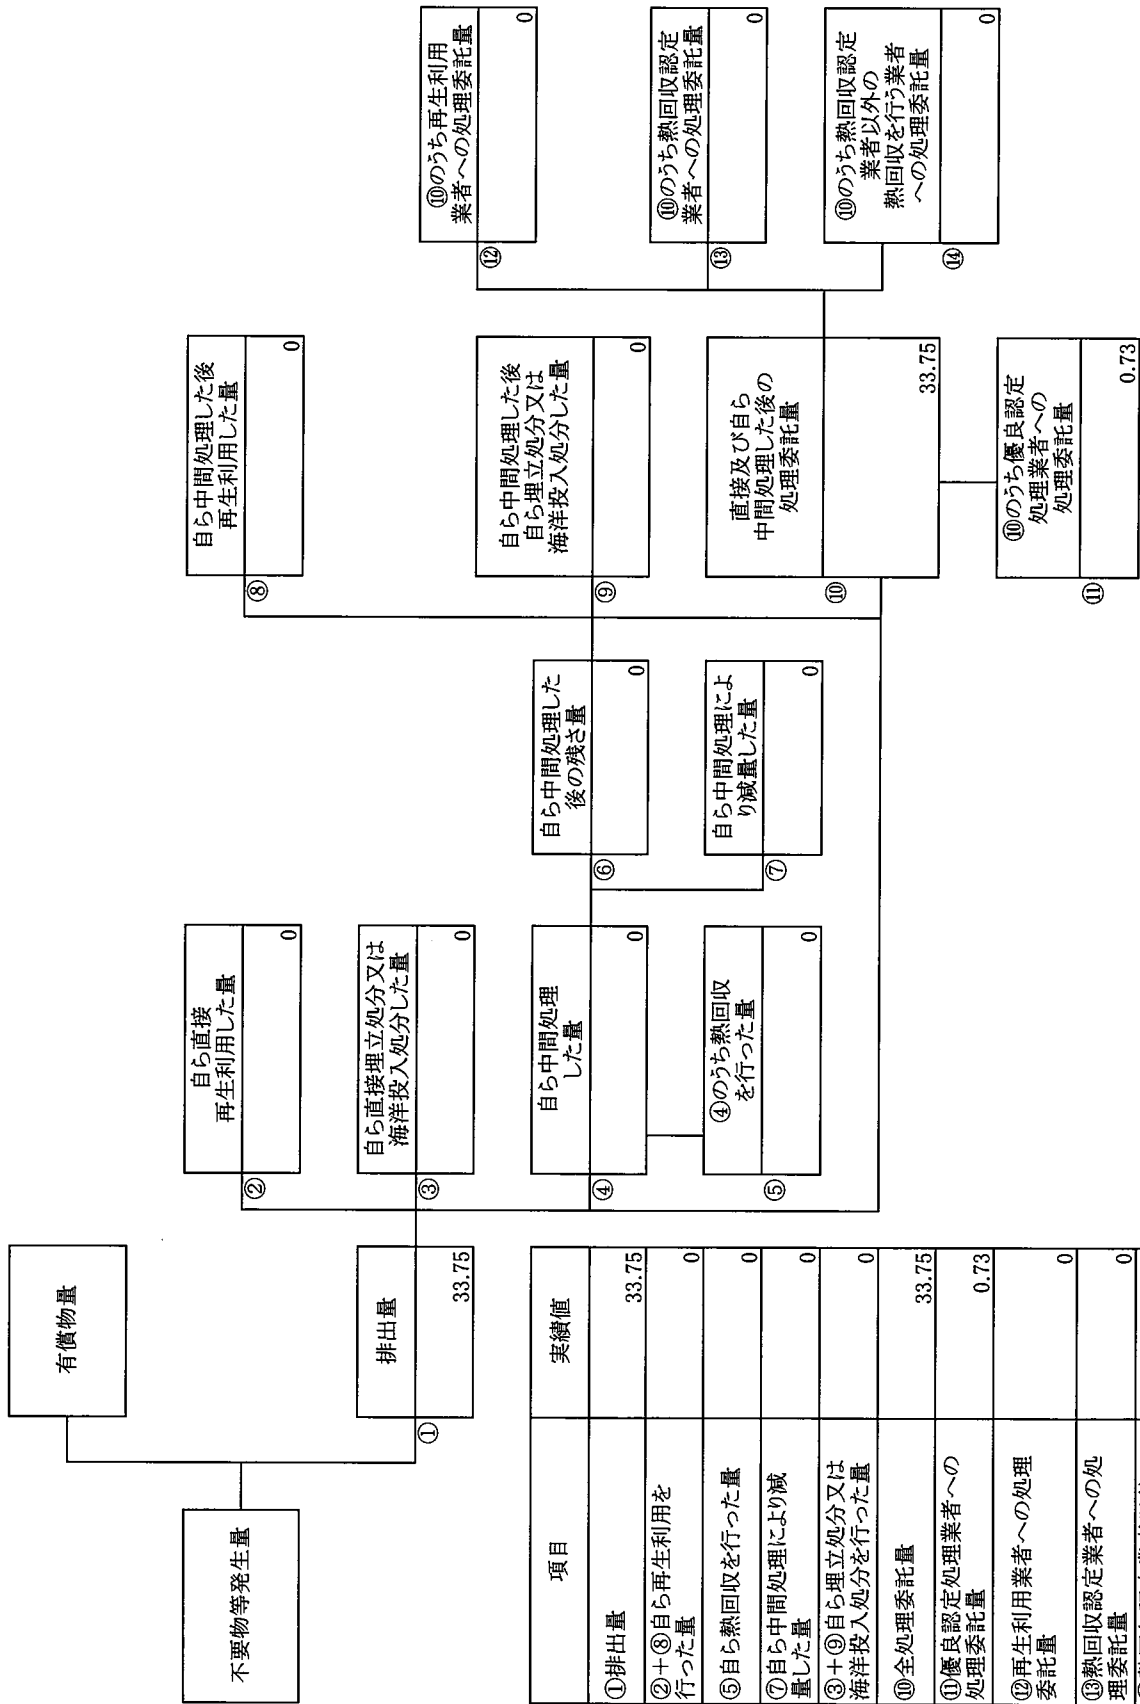 不要物等発生量
有償物量
①
排出量
33.75
②
自ら直接
再生利用した量
0
③
自ら直接埋立処分又は
海洋投入処分した量
0
④
自ら中間処理
した量
0
⑤
④のうち熱回収
を行った量
0
⑥
自ら中間処理した
後の残さ量
0
⑦
自ら中間処理によ
り減量した量
0
⑧
自ら中間処理した後
再生利用した量
0
⑨
自ら中間処理した後
自ら埋立処分又は
海洋投入処分した量
0
⑩
直接及び自ら
中間処理した後の
処理委託量
33.75
⑪
⑩のうち優良認定
処理業者への
処理委託量
0.73
⑫
⑩のうち再生利用
業者への処理委託量
0
⑬
⑩のうち熱回収認定
業者への処理委託量
0
⑭
⑩のうち熱回収認定
業者以外の
熱回収を行う業者
への処理委託量
0
項目 実績値
①排出量 33.75
②+⑧自ら再生利用を
行った量 0
⑤自ら熱回収を行った量 0
⑦自ら中間処理により減
量した量 0
③+⑨自ら埋立処分又は
海洋投入処分を行った量 0
⑩全処理委託量 33.75
⑪優良認定処理業者への
処理委託量 0.73
⑫再生利用業者への処理
委託量 0
⑬熱回収認定業者への処
理委託量 0